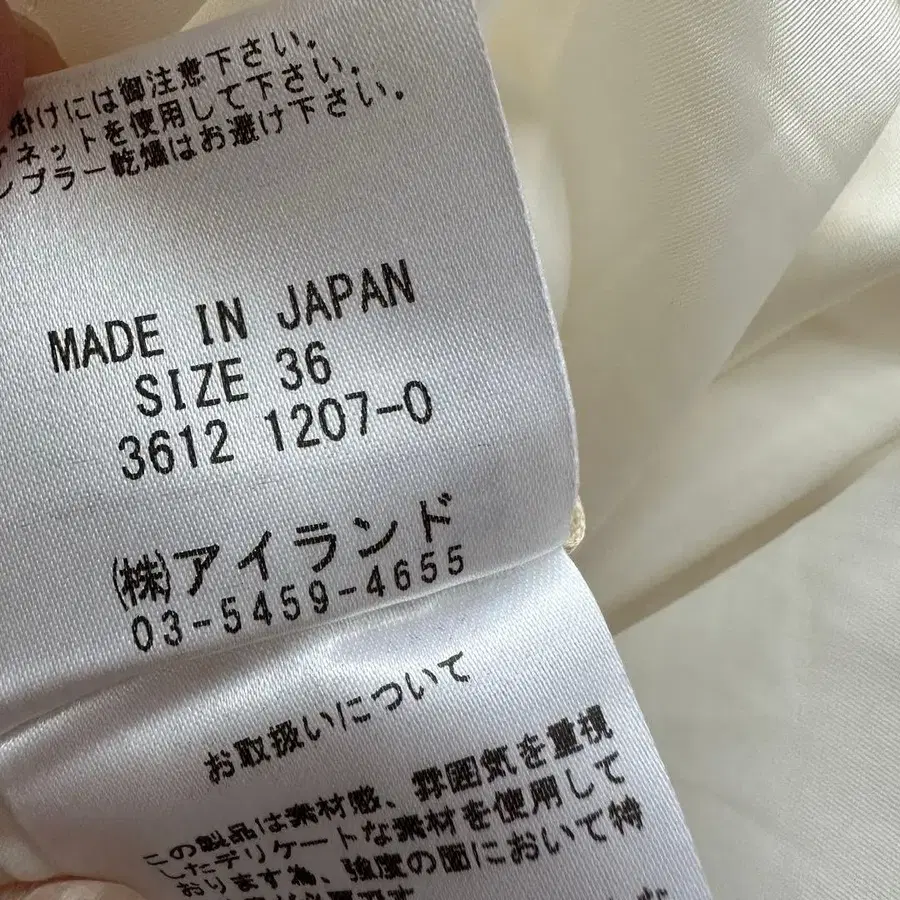 掛けには御注意下さい。
ネットを使用して下さい。
ンブラー乾燥はお避け下さい。
MADE IN JAPAN
SIZE 36
3612 1207-0
㈱アイランド
03-5459-4655
お取扱いについて
この製品は素材感、雰囲気を重視
したデリケートな素材を使用して
おります為、強度の面において特